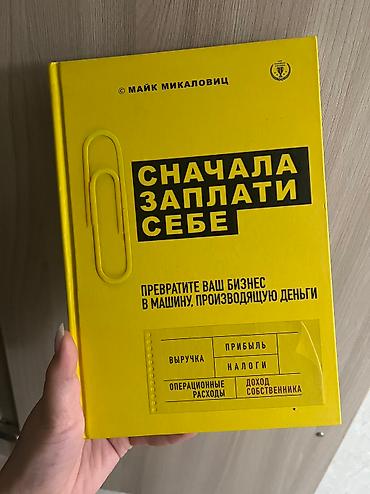 © МАЙК МИКАЛОВИЦ
СНАЧАЛА
ЗАПЛАТИ
СЕБЕ
ПРЕВРАТИТЕ ВАШ БИЗНЕС
В МАШИНУ, ПРОИЗВОДЯЩУЮ ДЕНЬГИ
ВЫРУЧКА
ПРИБЫЛЬ
НАЛОГИ
ОПЕРАЦИОННЫЕ
РАСХОДЫ
ДОХОД
СОБСТВЕННИКА